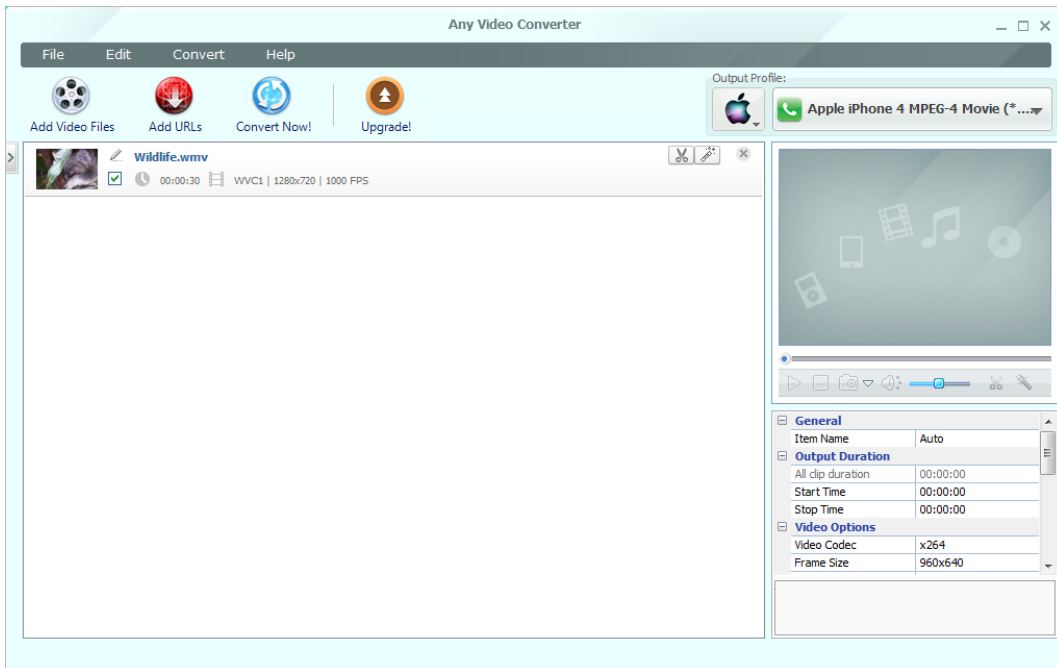 Any Video Converter
File Edit Convert Help
Add Video Files Add URLs Convert Now! Upgrade!
Output Profile:
Apple iPhone 4 MPEG-4 Movie (*....
Wildlife.wmv
00:00:30 WVC1 | 1280x720 | 1000 FPS
General
Item Name Auto
Output Duration
All clip duration 00:00:00
Start Time 00:00:00
Stop Time 00:00:00
Video Options
Video Codec x264
Frame Size 960x640